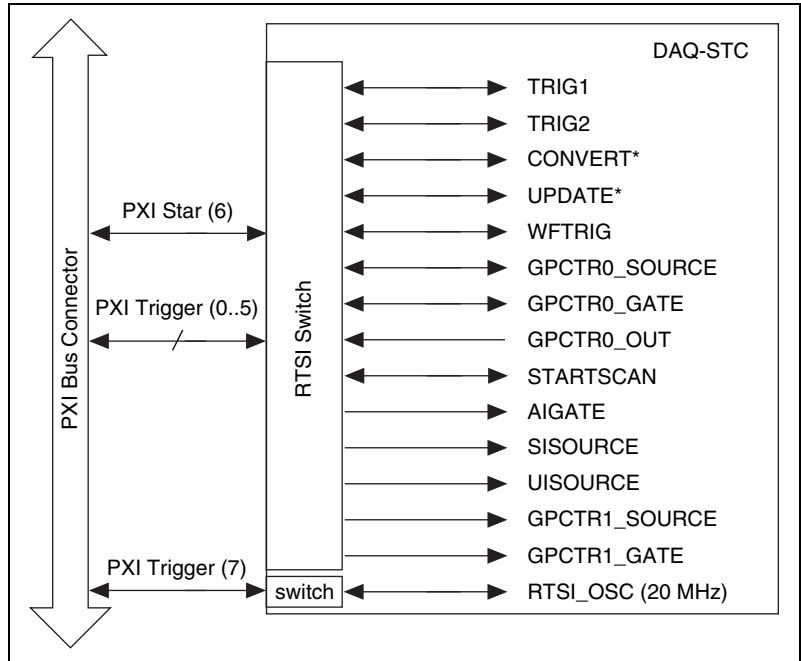 DAQ-STC
TRIG1
TRIG2
CONVERT*
UPDATE*
PXI Star (6)
WFTRIG
GPCTR0_SOURCE
PXI Trigger (0..5)
GPCTR0_GATE
GPCTR0_OUT
PXI Bus Connector
RTSI Switch
STARTSCAN
AIGATE
SISOURCE
UISOURCE
GPCTR1_SOURCE
GPCTR1_GATE
PXI Trigger (7)
switch
RTSI_OSC (20 MHz)